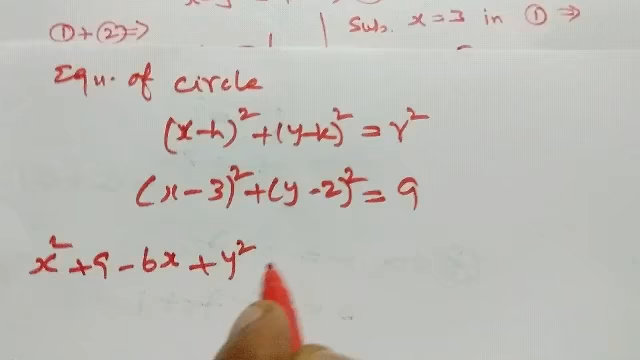 ① + ② ⇒
Sub. x = 3 in ① ⇒
Equ. of circle
(x-h)² + (y-k)² = r²
(x-3)² + (y-2)² = 9
x² + 9 - 6x + y²